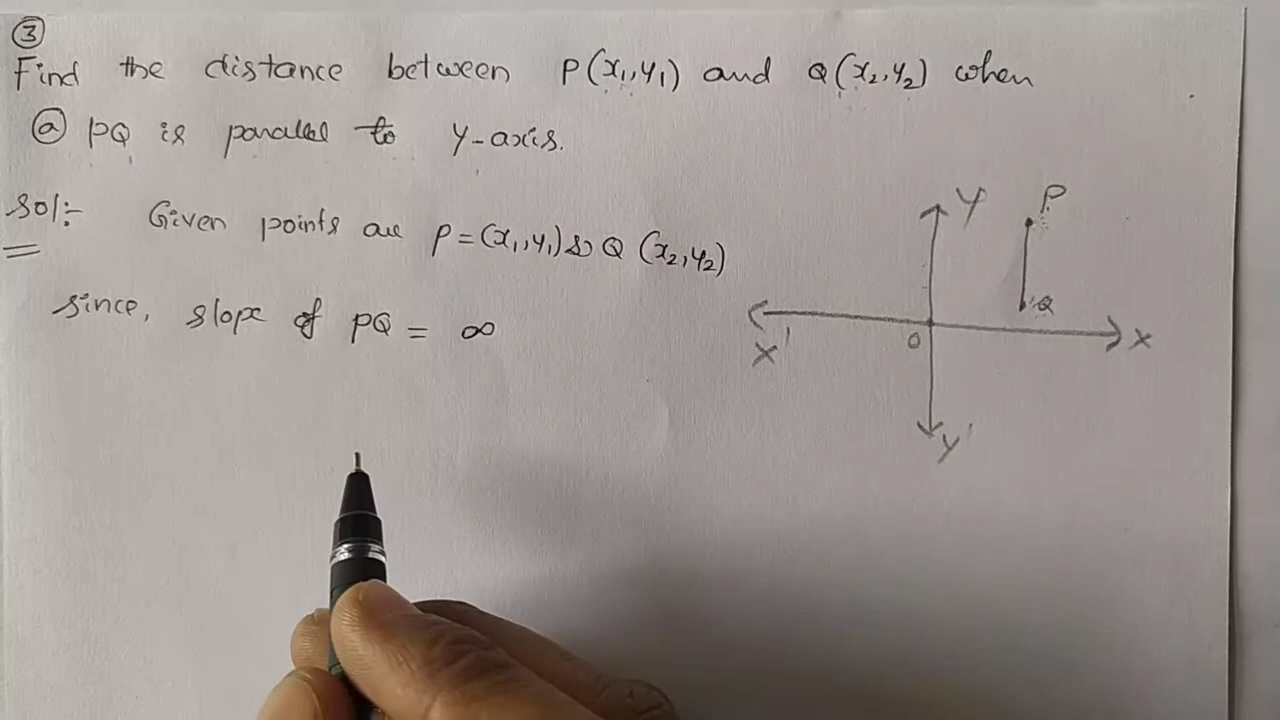 ③
Find the distance between P(x₁,y₁) and Q(x₂,y₂) when
ⓐ PQ is parallel to y-axis.
Sol:- Given points are P=(x₁,y₁) & Q (x₂,y₂)
Since, slope of PQ = ∞
Y
P
Q
X'
O
X
Y'